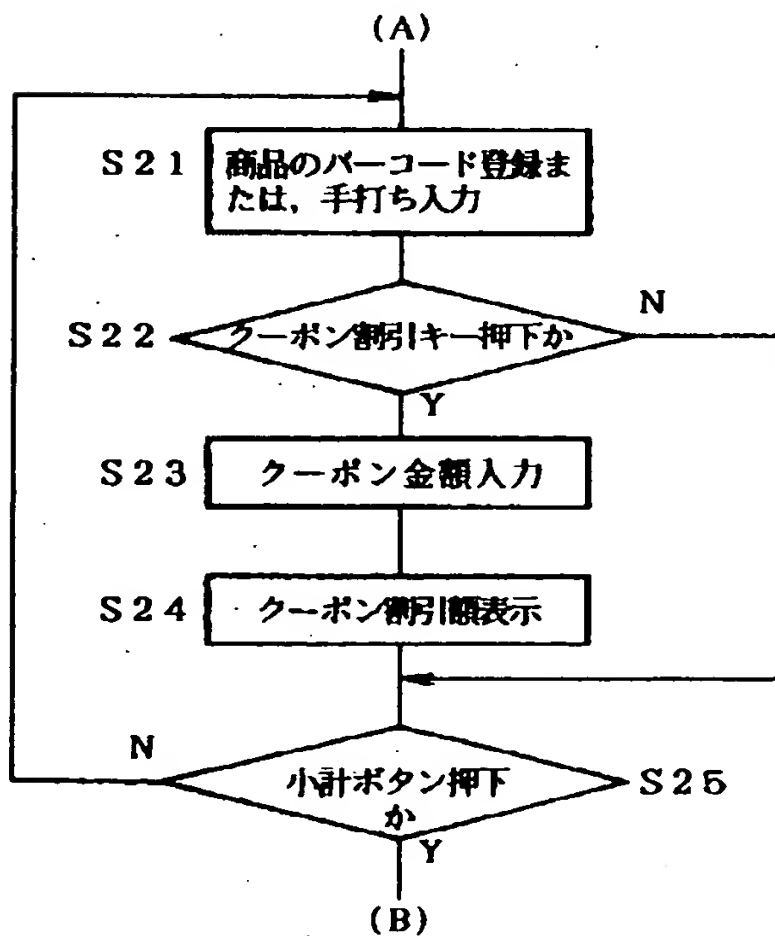 (A)
S21
商品のバーコード登録ま
たは, 手打ち入力
S22
クーポン割引キー押下か
N
Y
S23
クーポン金額入力
S24
クーポン割引額表示
N
小計ボタン押下
か
S25
Y
(B)